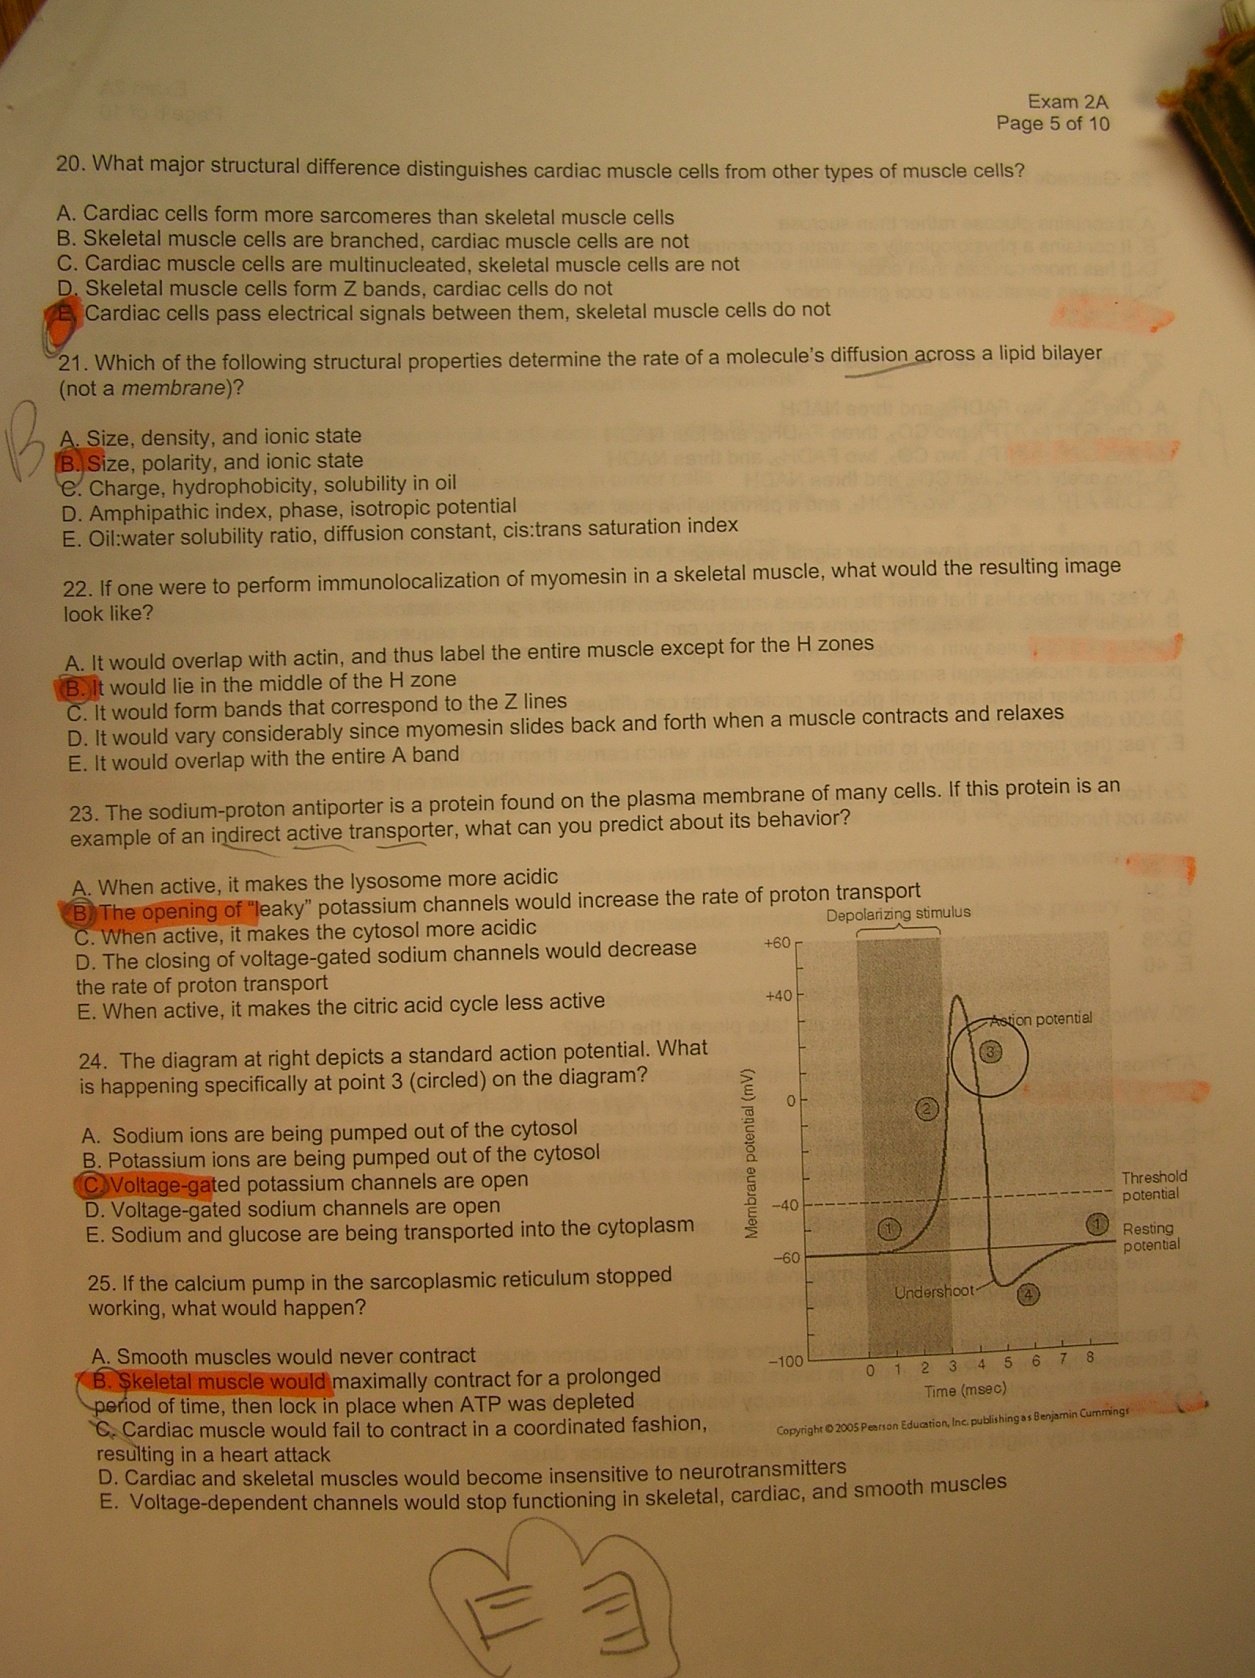 Exam 2A
Page 5 of 10
20. What major structural difference distinguishes cardiac muscle cells from other types of muscle cells?
A. Cardiac cells form more sarcomeres than skeletal muscle cells
B. Skeletal muscle cells are branched, cardiac muscle cells are not
C. Cardiac muscle cells are multinucleated, skeletal muscle cells are not
D. Skeletal muscle cells form Z bands, cardiac cells do not
E. Cardiac cells pass electrical signals between them, skeletal muscle cells do not
21. Which of the following structural properties determine the rate of a molecule's diffusion across a lipid bilayer
(not a membrane)?
B
A. Size, density, and ionic state
B. Size, polarity, and ionic state
C. Charge, hydrophobicity, solubility in oil
D. Amphipathic index, phase, isotropic potential
E. Oil:water solubility ratio, diffusion constant, cis:trans saturation index
22. If one were to perform immunolocalization of myomesin in a skeletal muscle, what would the resulting image
look like?
A. It would overlap with actin, and thus label the entire muscle except for the H zones
B. It would lie in the middle of the H zone
C. It would form bands that correspond to the Z lines
D. It would vary considerably since myomesin slides back and forth when a muscle contracts and relaxes
E. It would overlap with the entire A band
23. The sodium-proton antiporter is a protein found on the plasma membrane of many cells. If this protein is an
example of an indirect active transporter, what can you predict about its behavior?
A. When active, it makes the lysosome more acidic
B. The opening of "leaky" potassium channels would increase the rate of proton transport
C. When active, it makes the cytosol more acidic
D. The closing of voltage-gated sodium channels would decrease
the rate of proton transport
E. When active, it makes the citric acid cycle less active
24. The diagram at right depicts a standard action potential. What
is happening specifically at point 3 (circled) on the diagram?
A. Sodium ions are being pumped out of the cytosol
B. Potassium ions are being pumped out of the cytosol
C. Voltage-gated potassium channels are open
D. Voltage-gated sodium channels are open
E. Sodium and glucose are being transported into the cytoplasm
25. If the calcium pump in the sarcoplasmic reticulum stopped
working, what would happen?
A. Smooth muscles would never contract
B. Skeletal muscle would maximally contract for a prolonged
period of time, then lock in place when ATP was depleted
C. Cardiac muscle would fail to contract in a coordinated fashion,
resulting in a heart attack
D. Cardiac and skeletal muscles would become insensitive to neurotransmitters
E. Voltage-dependent channels would stop functioning in skeletal, cardiac, and smooth muscles
Depolarizing stimulus
+60
+40
Action potential
3
0
2
Membrane potential (mV)
Threshold
potential
-40
1
1
Resting
potential
-60
Undershoot
4
-100
0 1 2 3 4 5 6 7 8
Time (msec)
Copyright © 2005 Pearson Education, Inc. publishing as Benjamin Cummings